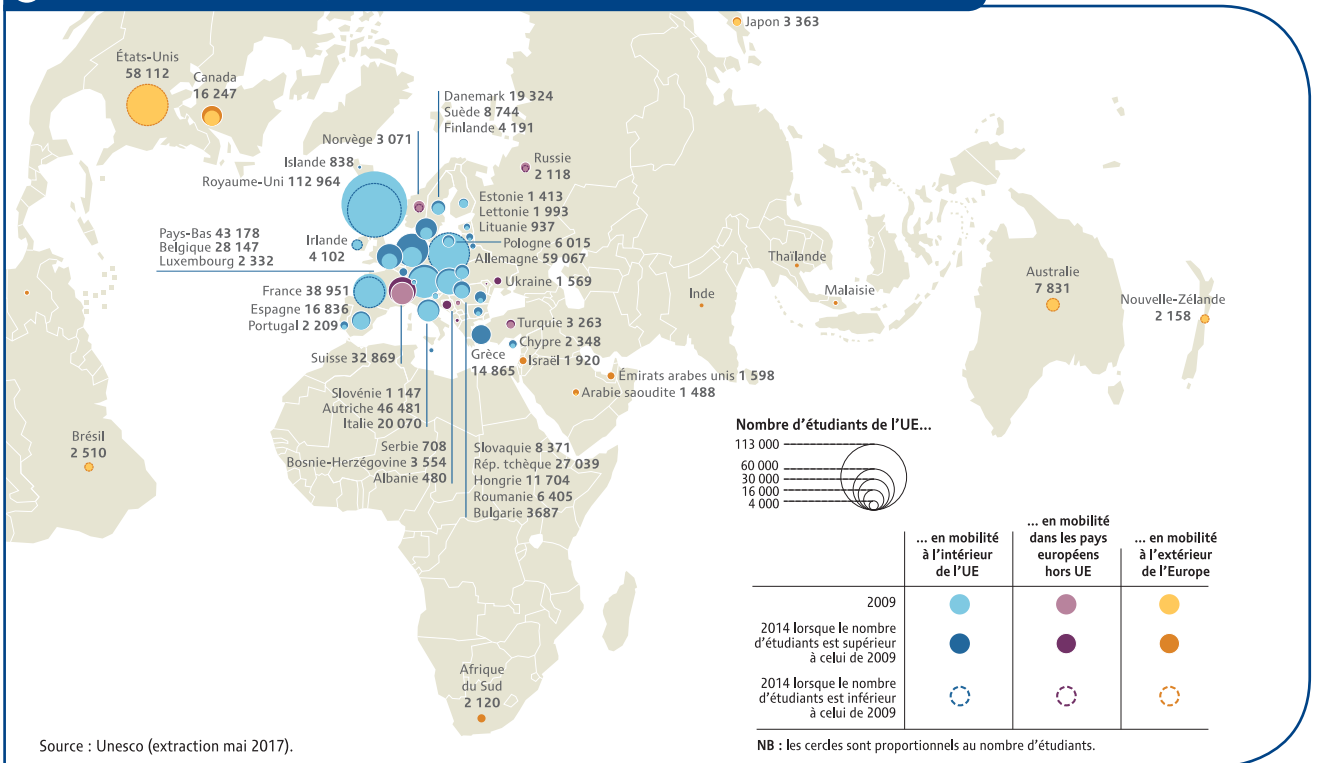 Japon 3 363
États-Unis
58 112
Canada
16 247
Danemark 19 324
Suède 8 744
Finlande 4 191
Norvège 3 071
Islande 838
Royaume-Uni 112 964
Russie
2 118
Estonie 1 413
Lettonie 1 993
Lituanie 937
Pologne 6 015
Allemagne 59 067
Pays-Bas 43 178
Belgique 28 147
Luxembourg 2 332
Irlande
4 102
Ukraine 1 569
France 38 951
Espagne 16 836
Portugal 2 209
Turquie 3 263
Chypre 2 348
Israël 1 920
Grèce
14 865
Suisse 32 869
Émirats arabes unis 1 598
Arabie saoudite 1 488
Slovénie 1 147
Autriche 46 481
Italie 20 070
Serbie 708
Bosnie-Herzégovine 3 554
Albanie 480
Slovaquie 8 371
Rép. tchèque 27 039
Hongrie 11 704
Roumanie 6 405
Bulgarie 3687
Thaïlande
Inde
Malaisie
Australie
7 831
Nouvelle-Zélande
2 158
Brésil
2 510
Afrique
du Sud
2 120
Nombre d'étudiants de l'UE...
113 000
60 000
30 000
16 000
4 000
... en mobilité
à l'intérieur
de l'UE
... en mobilité
dans les pays
européens
hors UE
... en mobilité
à l'extérieur
de l'Europe
2009
2014 lorsque le nombre
d'étudiants est supérieur
à celui de 2009
2014 lorsque le nombre
d'étudiants est inférieur
à celui de 2009
Source : Unesco (extraction mai 2017).
NB : les cercles sont proportionnels au nombre d'étudiants.